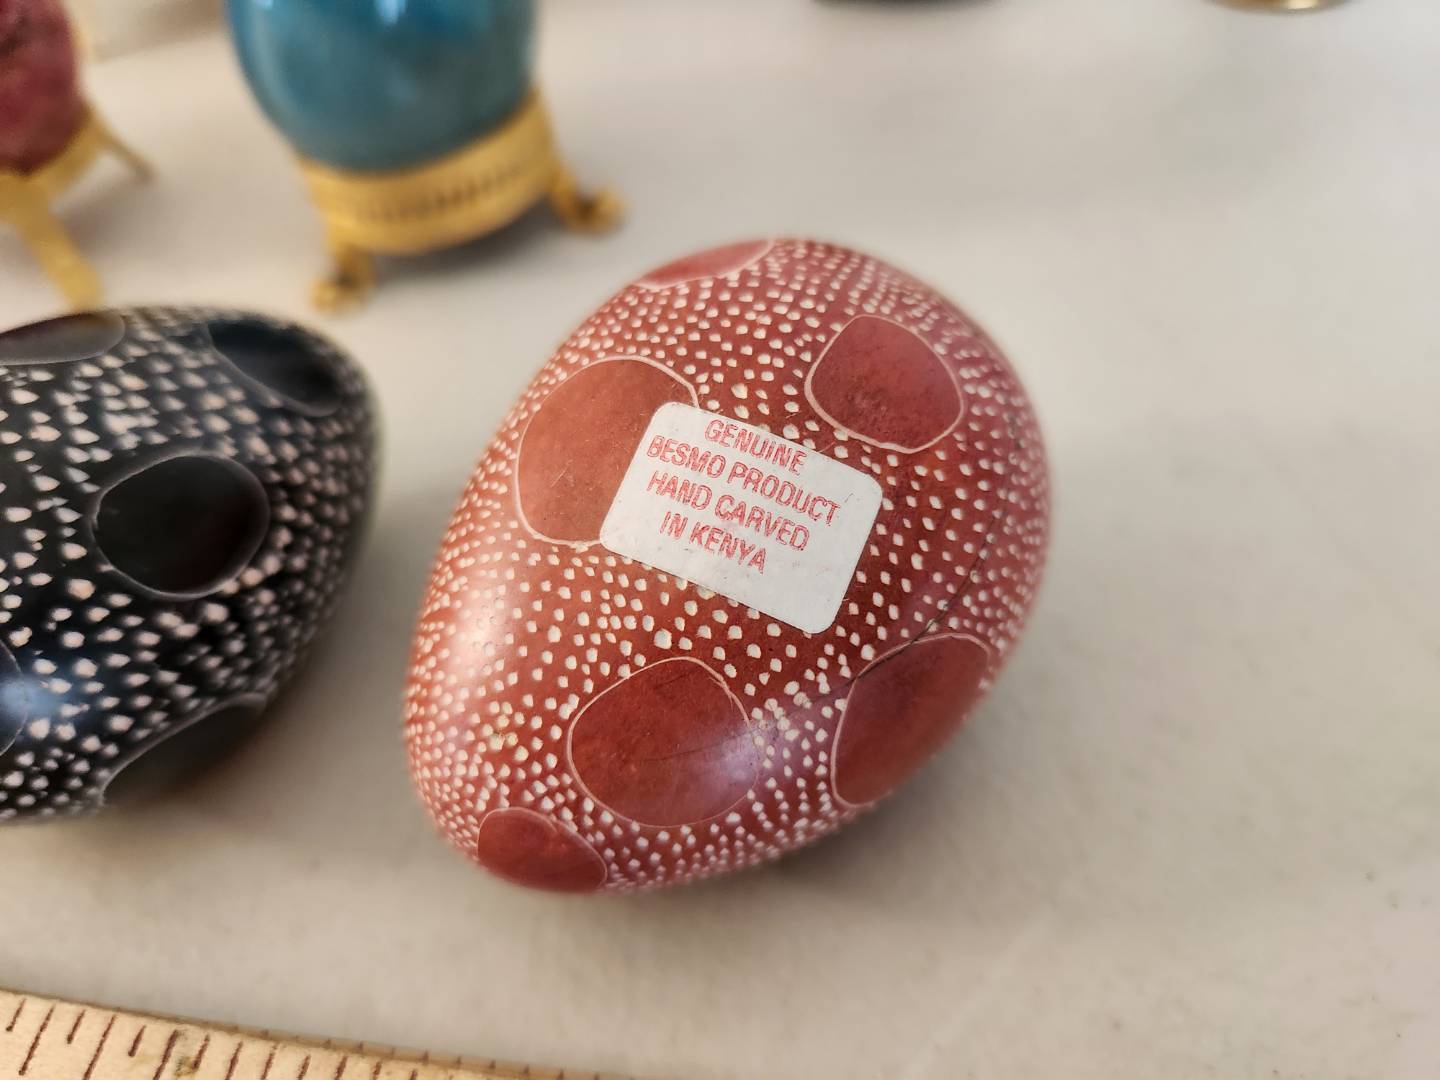 GENUINE
BESMO PRODUCT
HAND CARVED
IN KENYA